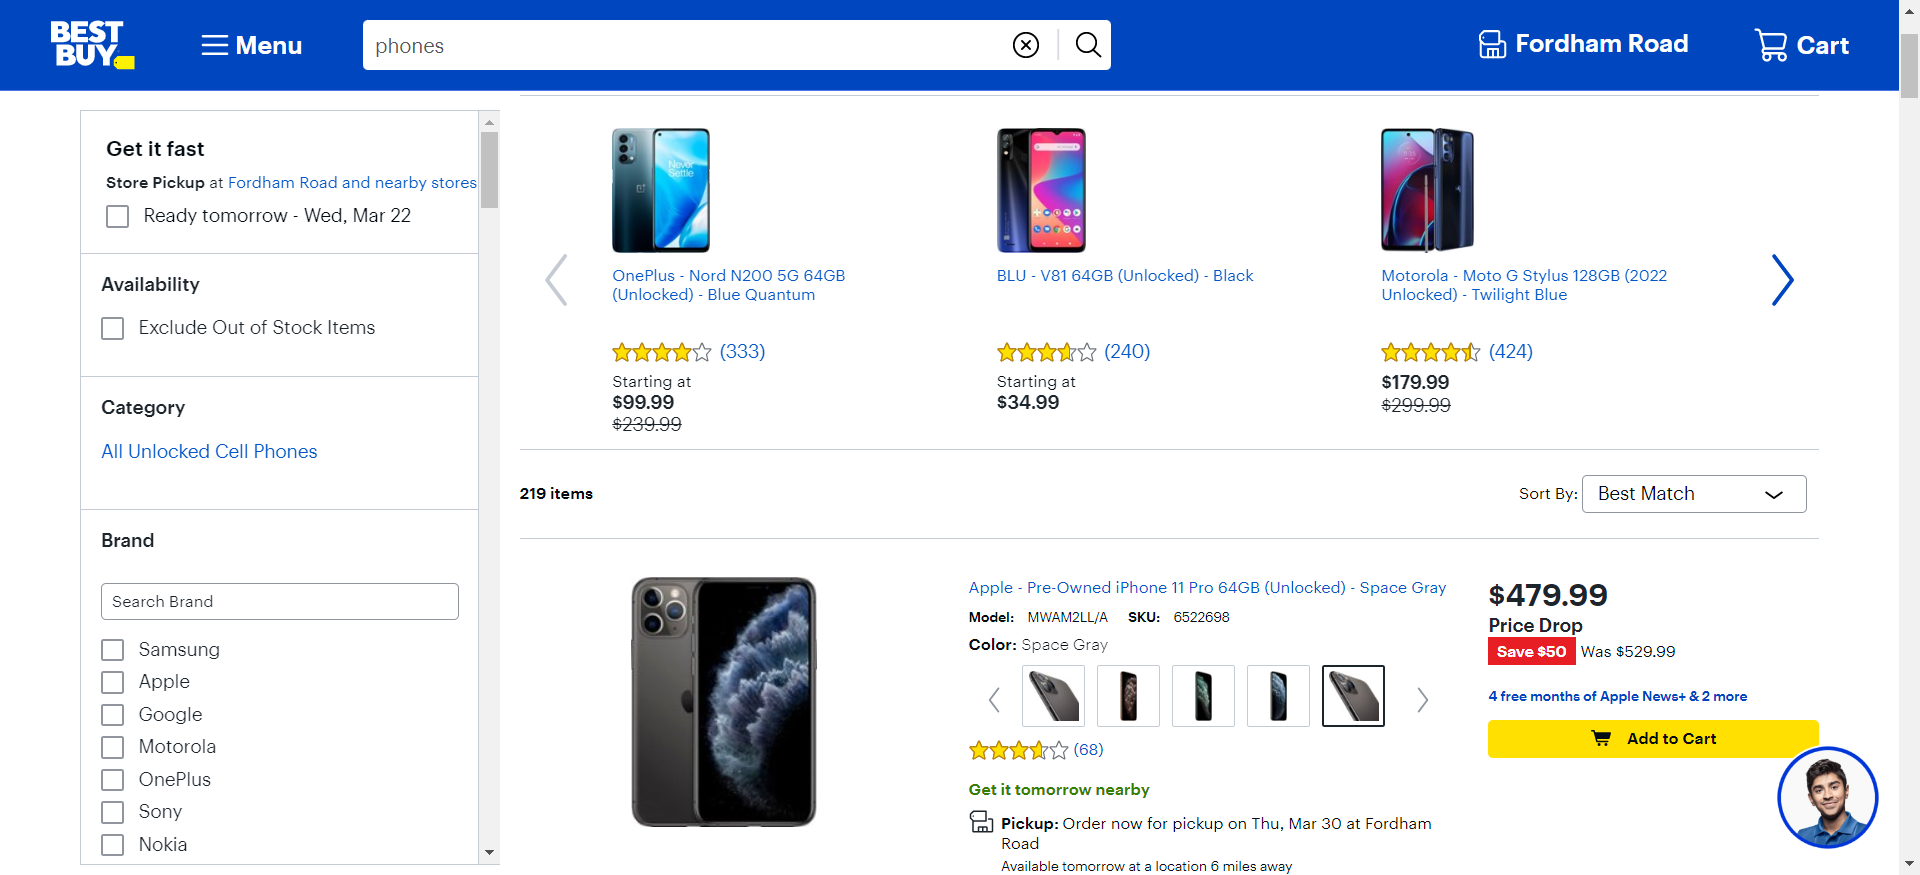 BEST
BUY
Menu
phones
Fordham Road
Cart
Get it fast
Store Pickup at Fordham Road and nearby stores
Ready tomorrow - Wed, Mar 22
Availability
Exclude Out of Stock Items
Category
All Unlocked Cell Phones
Brand
Search Brand
Samsung
Apple
Google
Motorola
OnePlus
Sony
Nokia
Never
Settle
OnePlus - Nord N200 5G 64GB
(Unlocked) - Blue Quantum
(333)
Starting at
$99.99
$239.99
BLU - V81 64GB (Unlocked) - Black
(240)
Starting at
$34.99
Motorola - Moto G Stylus 128GB (2022
Unlocked) - Twilight Blue
(424)
$179.99
$299.99
219 items
Sort By: Best Match
Apple - Pre-Owned iPhone 11 Pro 64GB (Unlocked) - Space Gray
Model: MWAM2LL/A SKU: 6522698
Color: Space Gray
(68)
Get it tomorrow nearby
Pickup: Order now for pickup on Thu, Mar 30 at Fordham
Road
Available tomorrow at a location 6 miles away
$479.99
Price Drop
Save $50 Was $529.99
4 free months of Apple News+ & 2 more
Add to Cart